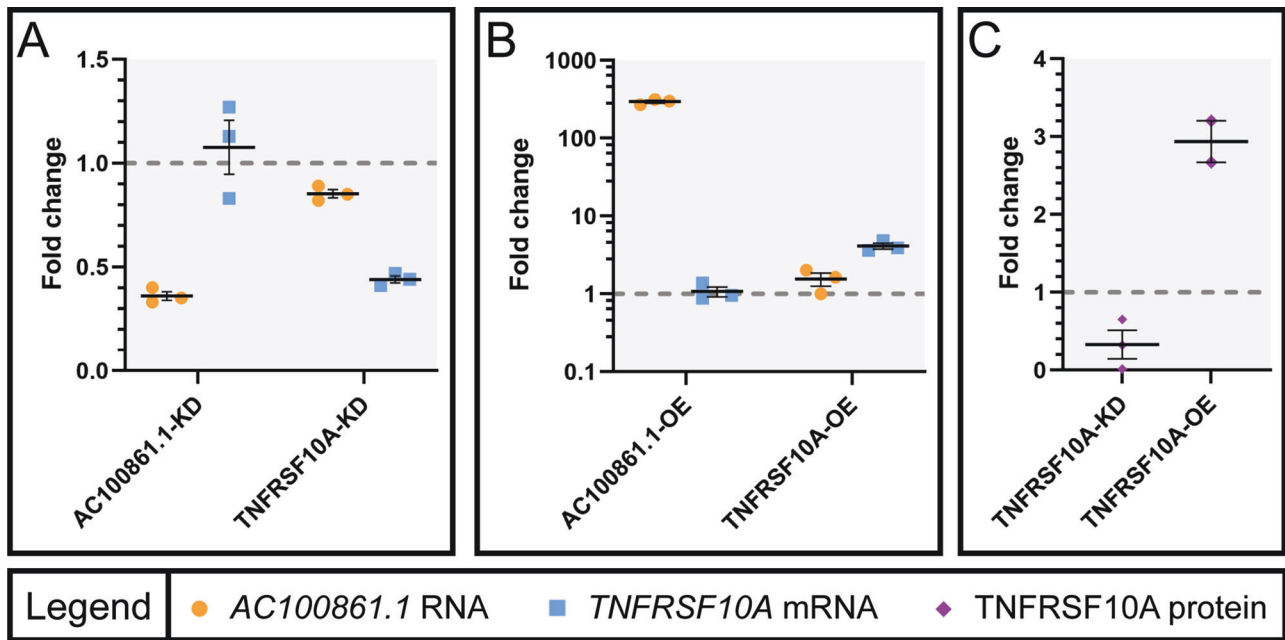 A
Fold change
1.5
1.0
0.5
0.0
AC100861.1-KD
TNFRSF10A-KD
B
Fold change
1000
100
10
1
0.1
AC100861.1-OE
TNFRSF10A-OE
C
Fold change
4
3
2
1
0
TNFRSF10A-KD
TNFRSF10A-OE
Legend
AC100861.1 RNA
TNFRSF10A mRNA
TNFRSF10A protein